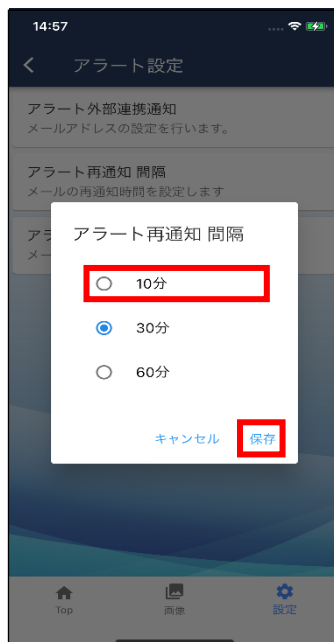 14:57
アラート設定
アラート外部連携通知
メールアドレスの設定を行います。
アラート再通知 間隔
メールの再通知時間を設定します
アラ
メー
アラート再通知 間隔
10分
30分
60分
キャンセル
保存
Top
画像
設定